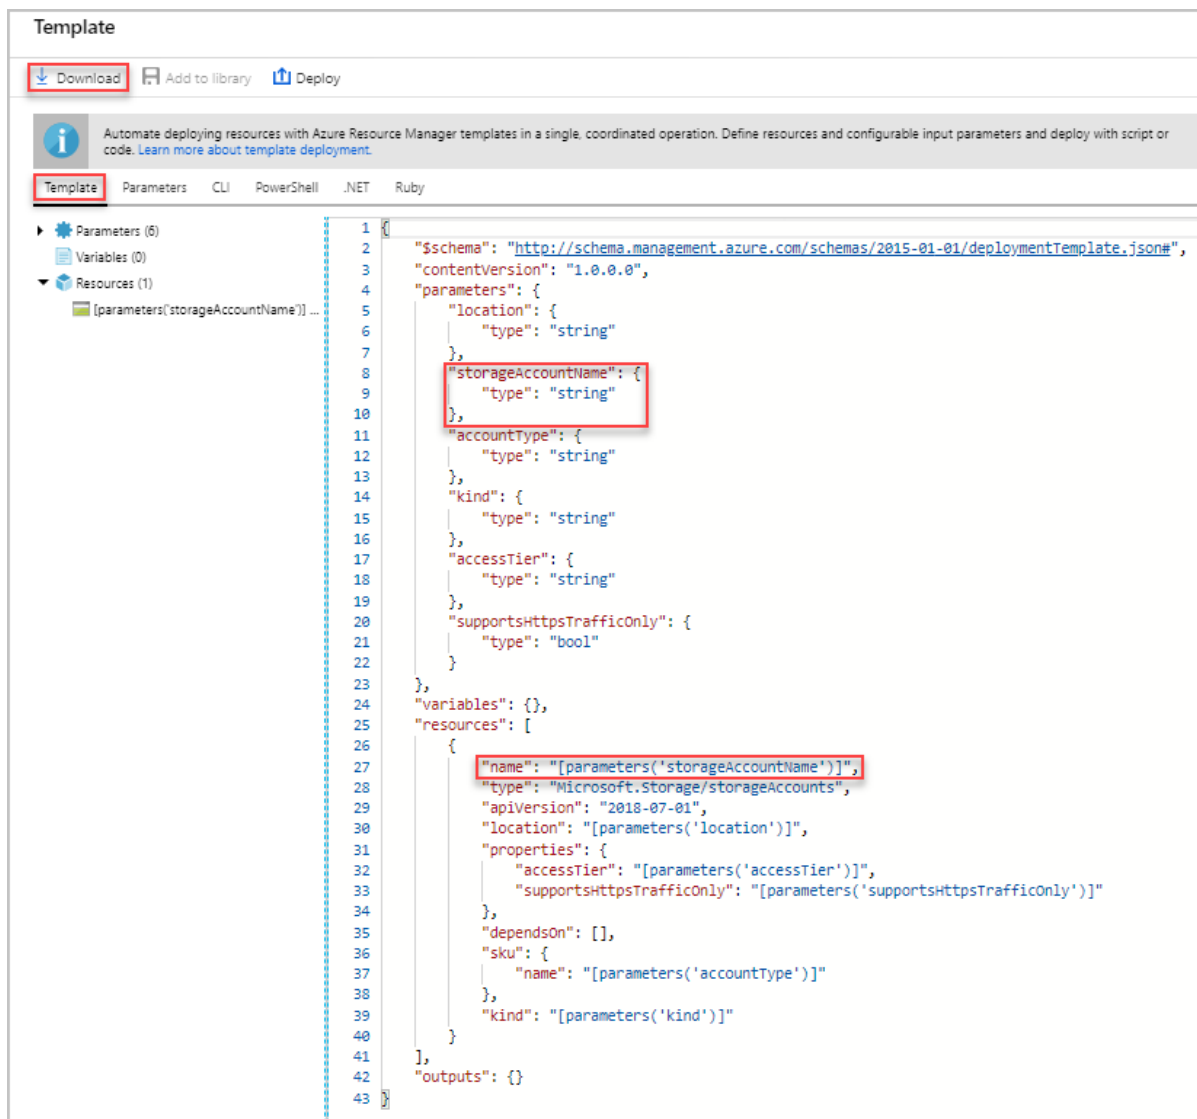 Template
Download Add to library Deploy
Automate deploying resources with Azure Resource Manager templates in a single, coordinated operation. Define resources and configurable input parameters and deploy with script or
code. Learn more about template deployment.
Template Parameters CLI PowerShell .NET Ruby
Parameters (6)
Variables (0)
Resources (1)
[parameters('storageAccountName')] ...
1 {
2 "$schema": "http://schema.management.azure.com/schemas/2015-01-01/deploymentTemplate.json#",
3 "contentVersion": "1.0.0.0",
4 "parameters": {
5 "location": {
6 "type": "string"
7 },
8 "storageAccountName": {
9 "type": "string"
10 },
11 "accountType": {
12 "type": "string"
13 },
14 "kind": {
15 "type": "string"
16 },
17 "accessTier": {
18 "type": "string"
19 },
20 "supportsHttpsTrafficOnly": {
21 "type": "bool"
22 }
23 },
24 "variables": {},
25 "resources": [
26 {
27 "name": "[parameters('storageAccountName')]",
28 "type": "Microsoft.Storage/storageAccounts",
29 "apiVersion": "2018-07-01",
30 "location": "[parameters('location')]",
31 "properties": {
32 "accessTier": "[parameters('accessTier')]",
33 "supportsHttpsTrafficOnly": "[parameters('supportsHttpsTrafficOnly')]"
34 },
35 "dependsOn": [],
36 "sku": {
37 "name": "[parameters('accountType')]"
38 },
39 "kind": "[parameters('kind')]"
40 }
41 ],
42 "outputs": {}
43 }